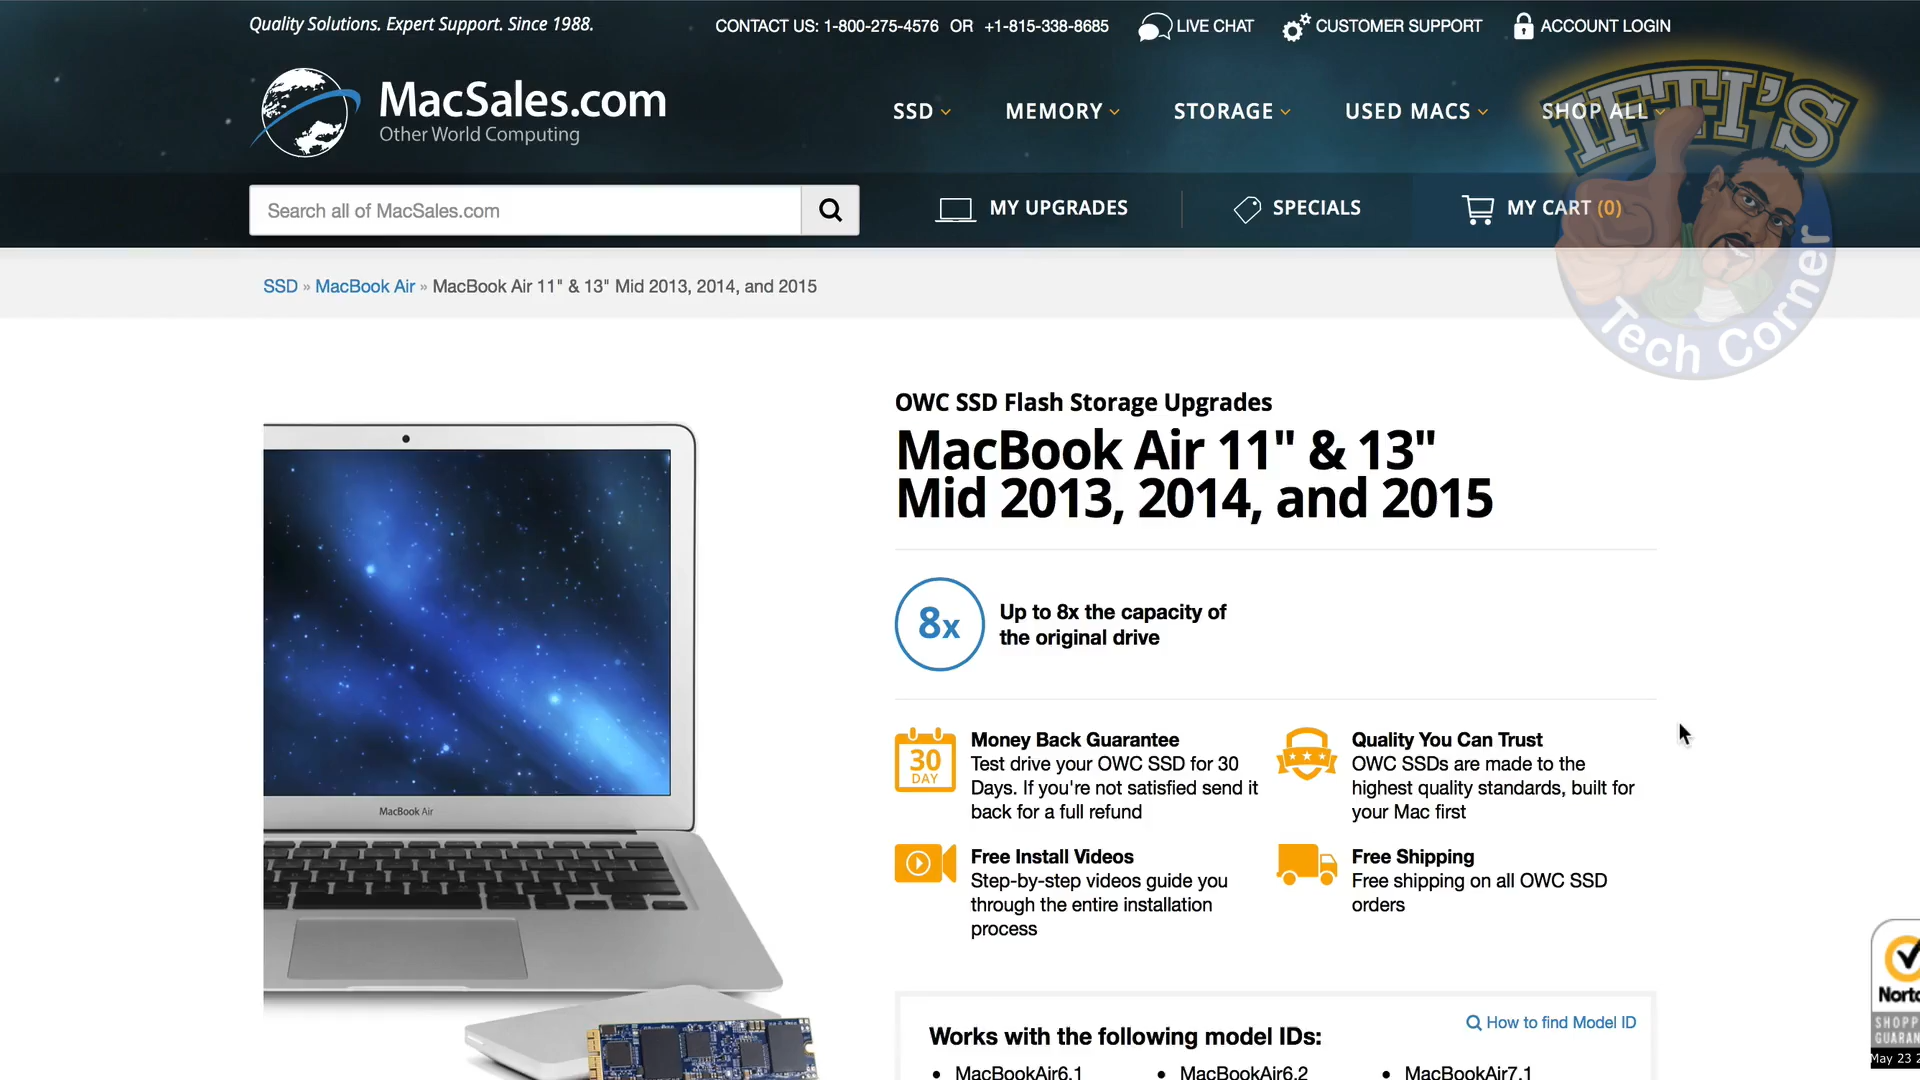 Quality Solutions. Expert Support. Since 1988.
CONTACT US: 1-800-275-4576 OR +1-815-338-8685
LIVE CHAT
CUSTOMER SUPPORT
ACCOUNT LOGIN
MacSales.com
Other World Computing
SSD
MEMORY
STORAGE
USED MACS
SHOP ALL
IFTI'S
Tech Corner
Search all of MacSales.com
MY UPGRADES
SPECIALS
MY CART (0)
SSD » MacBook Air » MacBook Air 11" & 13" Mid 2013, 2014, and 2015
OWC SSD Flash Storage Upgrades
MacBook Air 11" & 13"
Mid 2013, 2014, and 2015
8x
Up to 8x the capacity of
the original drive
MacBook Air
30
DAY
Money Back Guarantee
Test drive your OWC SSD for 30
Days. If you're not satisfied send it
back for a full refund
Quality You Can Trust
OWC SSDs are made to the
highest quality standards, built for
your Mac first
Free Install Videos
Step-by-step videos guide you
through the entire installation
process
Free Shipping
Free shipping on all OWC SSD
orders
Works with the following model IDs:
How to find Model ID
• MacBookAir6,1
• MacBookAir6,2
• MacBookAir7,1
May 23